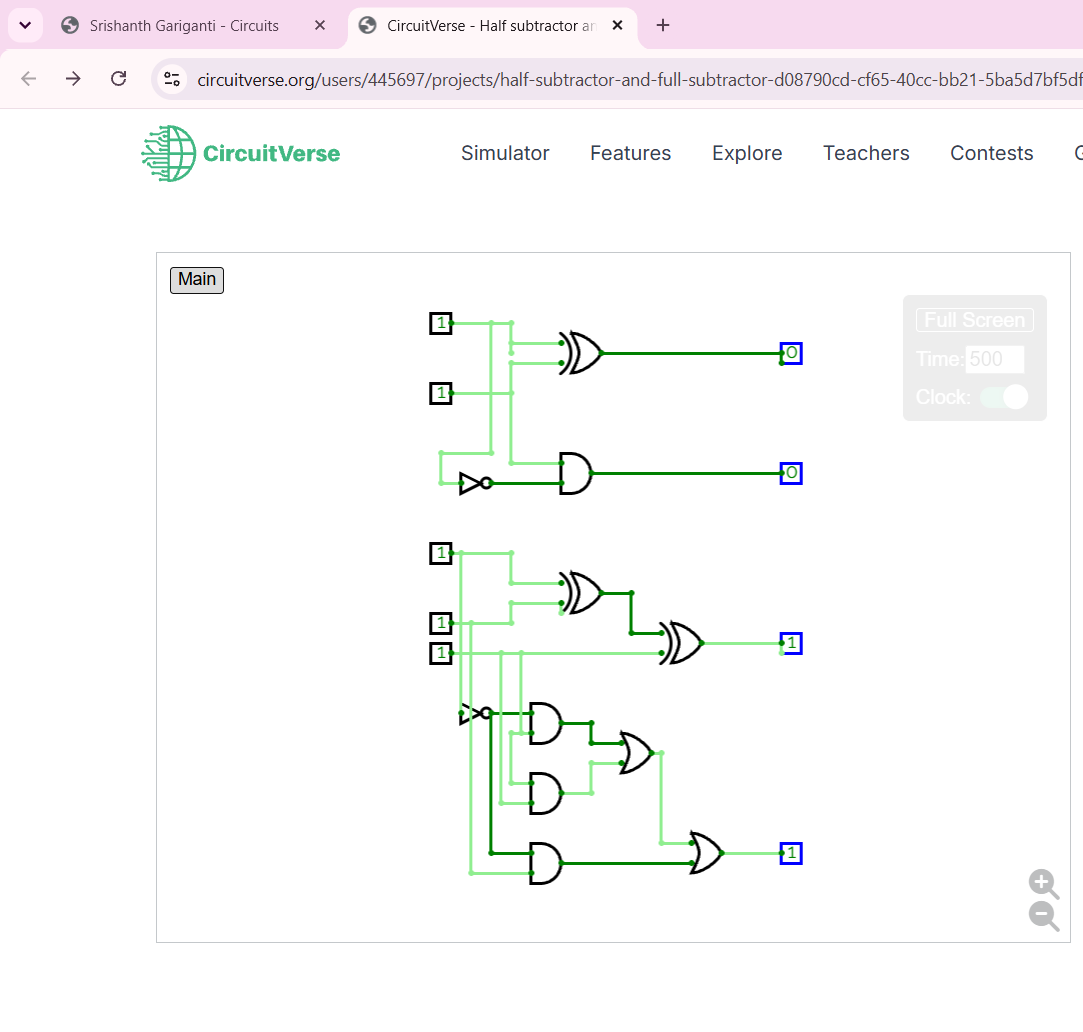 Srishanth Gariganti - Circuits
CircuitVerse - Half subtractor
circuitverse.org/users/445697/projects/half-subtractor-and-full-subtractor-d08790cd-cf65-40cc-bb21-5ba5d7bf5df
CircuitVerse
Simulator Features Explore Teachers Contests
Main
Full Screen
Time: 500
Clock:
1
0
1
0
1
1
1
1
1